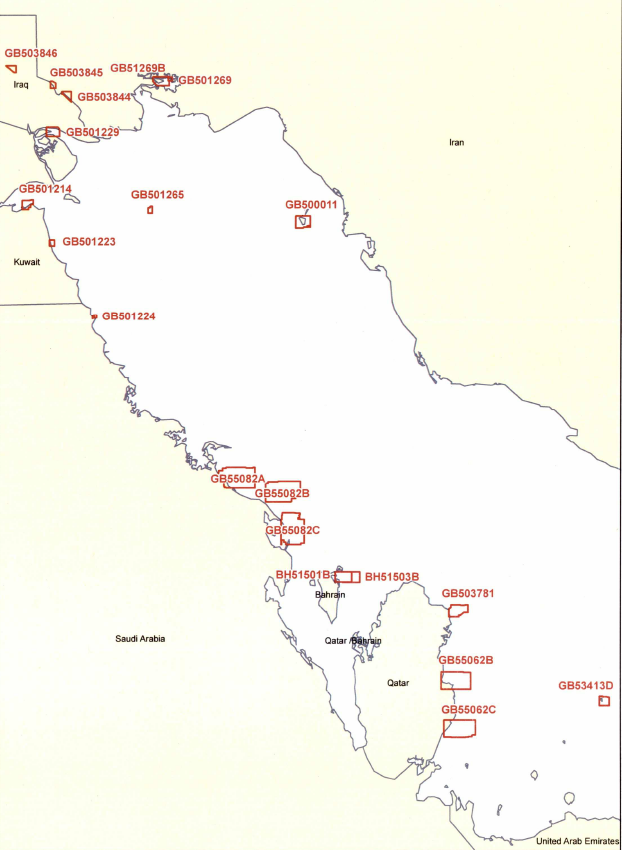 GB503846
GB503845
GB51269B
GB501269
Iraq
GB503844
GB501229
Iran
GB501214
GB501265
GB500011
GB501223
Kuwait
GB501224
GB55082A
GB55082B
GB55082C
BH51501B
BH51503B
Bahrain
GB503781
Saudi Arabia
Qatar /Bahrain
GB55062B
Qatar
GB53413D
GB55062C
United Arab Emirates